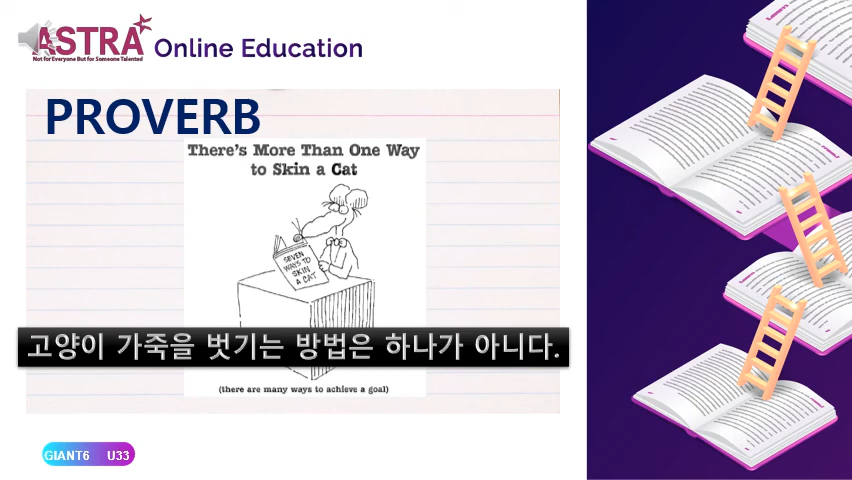 ASTRA
Not for Everyone But for Someone Talented
Online Education
PROVERB
There's More Than One Way
to Skin a Cat
SEVEN
WAYS TO
SKIN
A CAT
고양이 가죽을 벗기는 방법은 하나가 아니다.
(there are many ways to achieve a goal)
GIANT6 U33